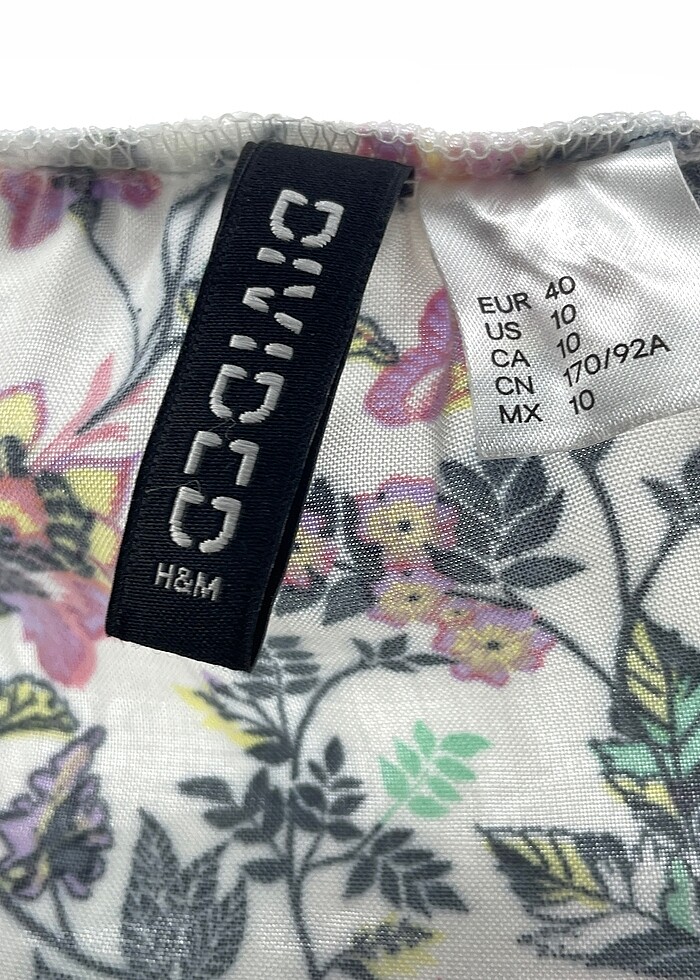 DIVIDED
H&M
EUR 40
US 10
CA 10
CN 170/92A
MX 10